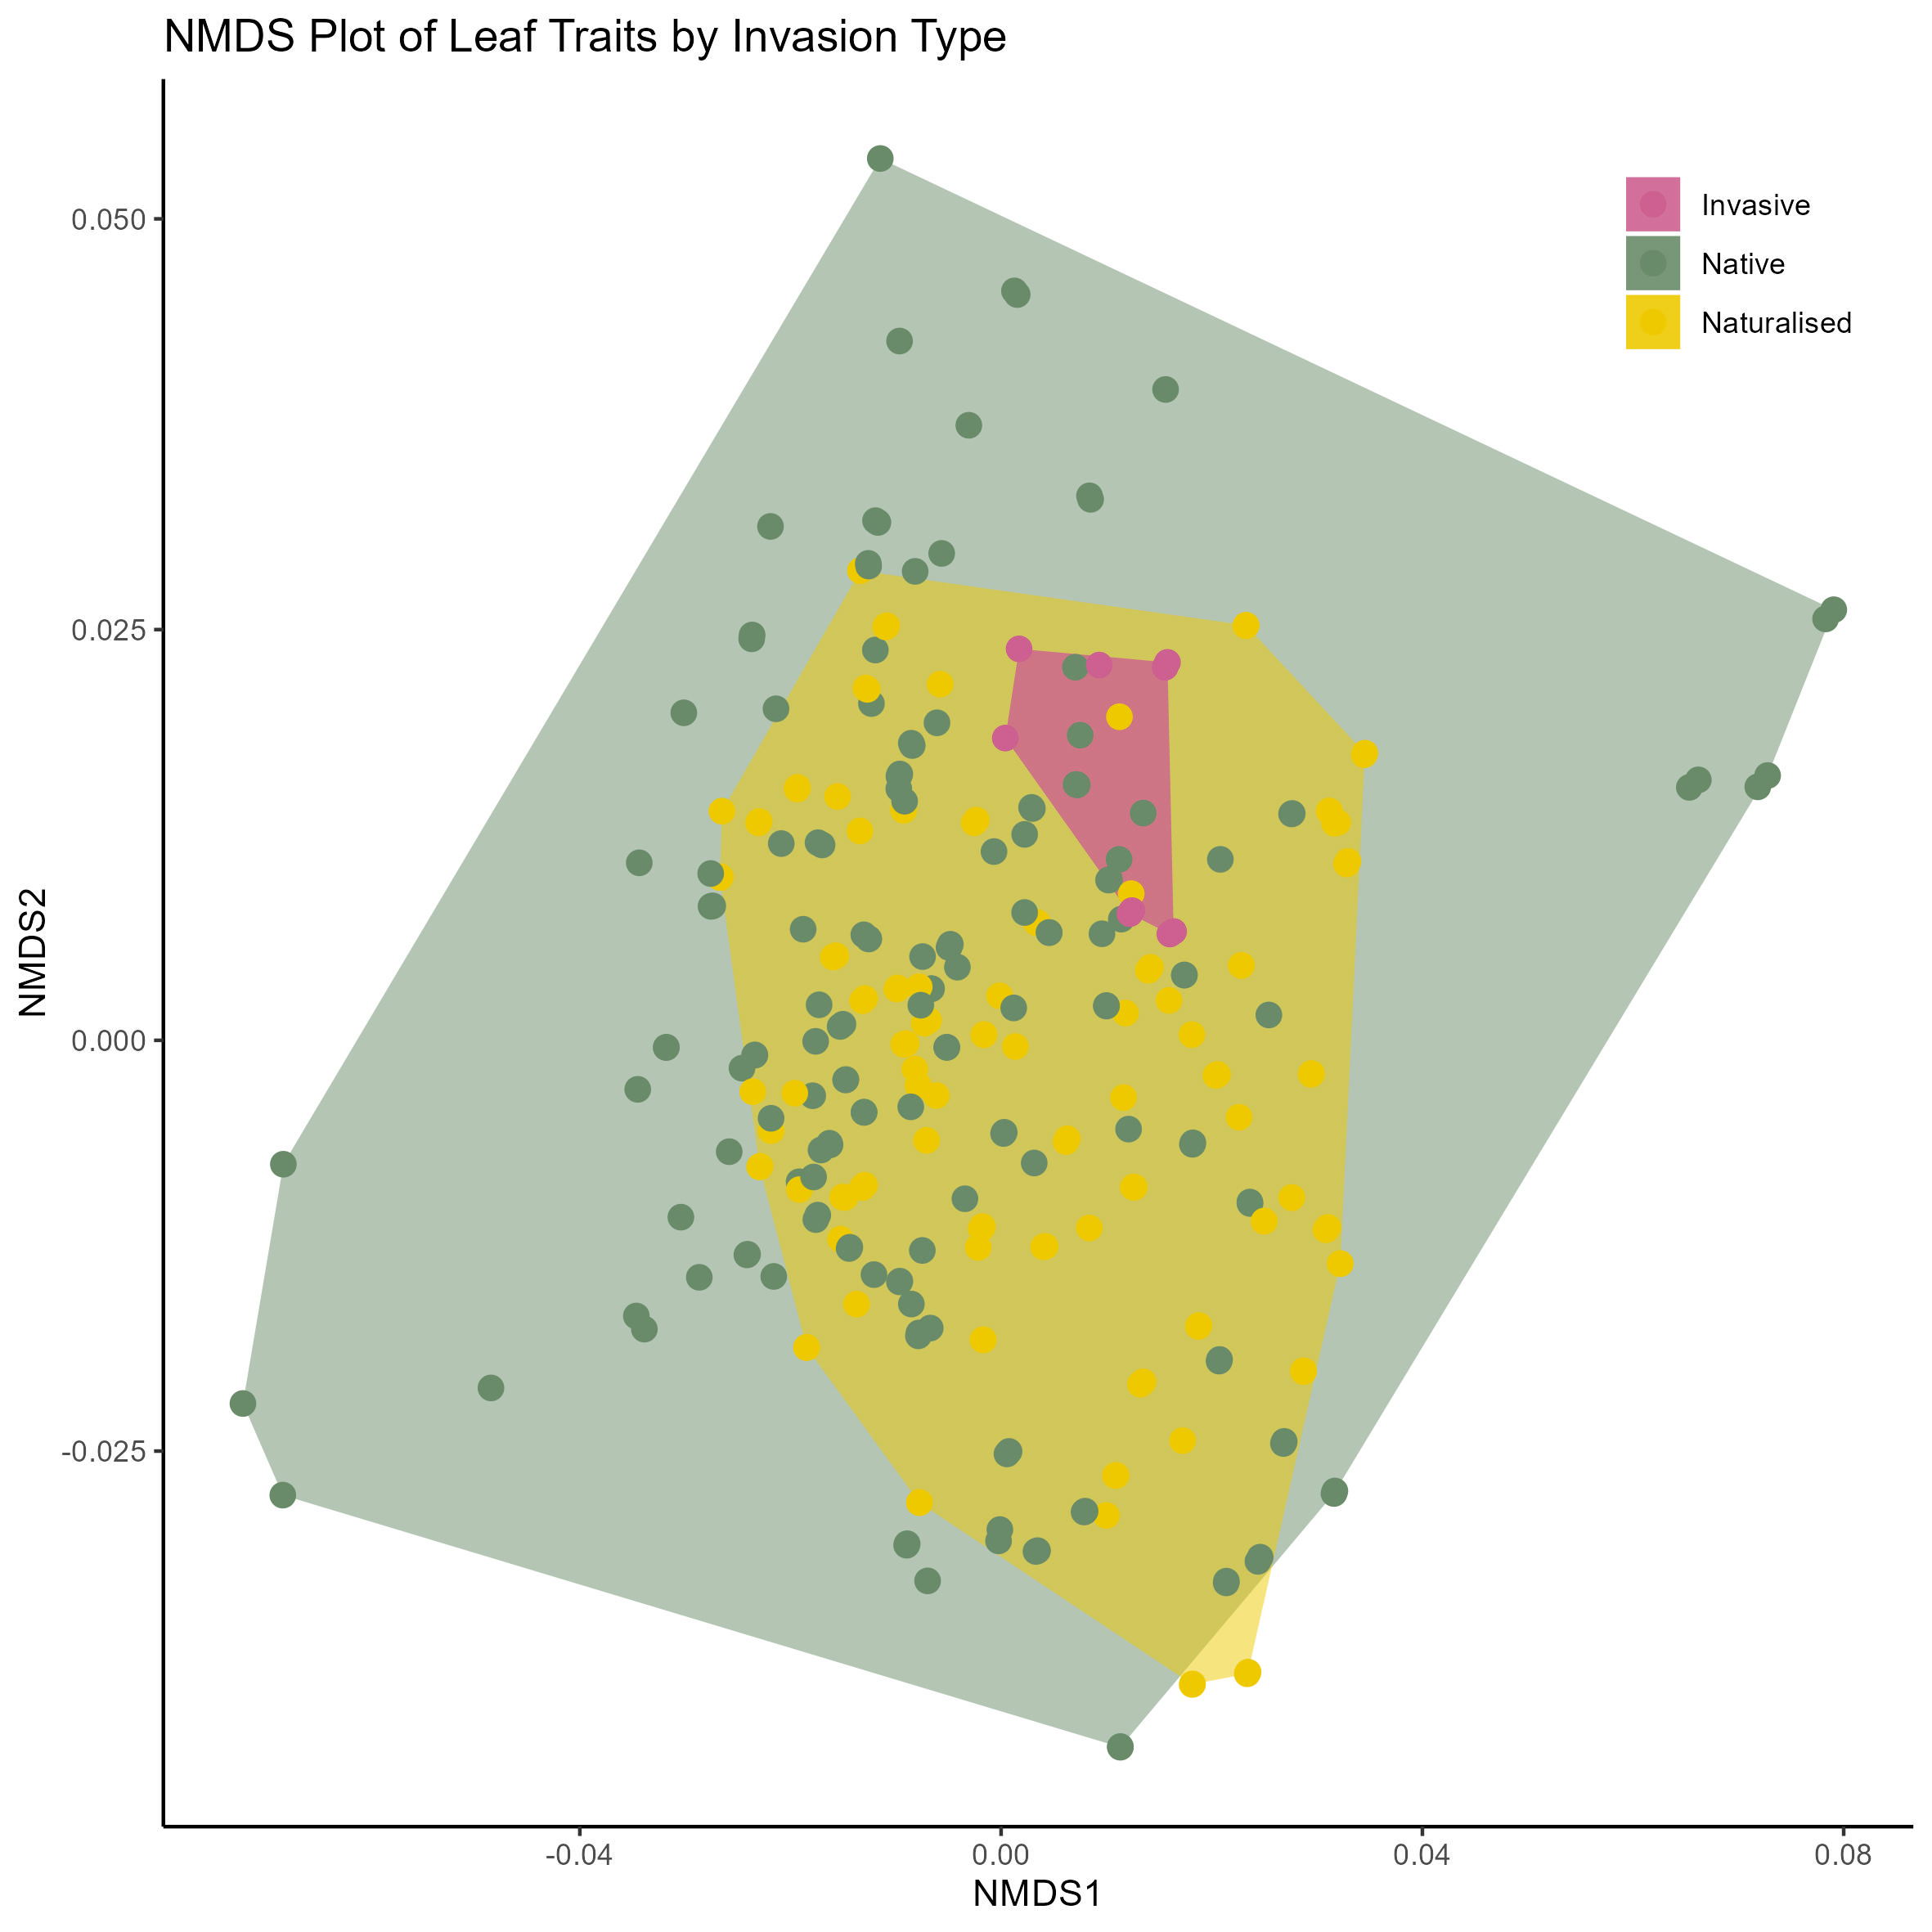 NMDS Plot of Leaf Traits by Invasion Type
Invasive
Native
Naturalised
0.050
0.025
0.000
-0.025
NMDS2
-0.04
0.00
0.04
0.08
NMDS1